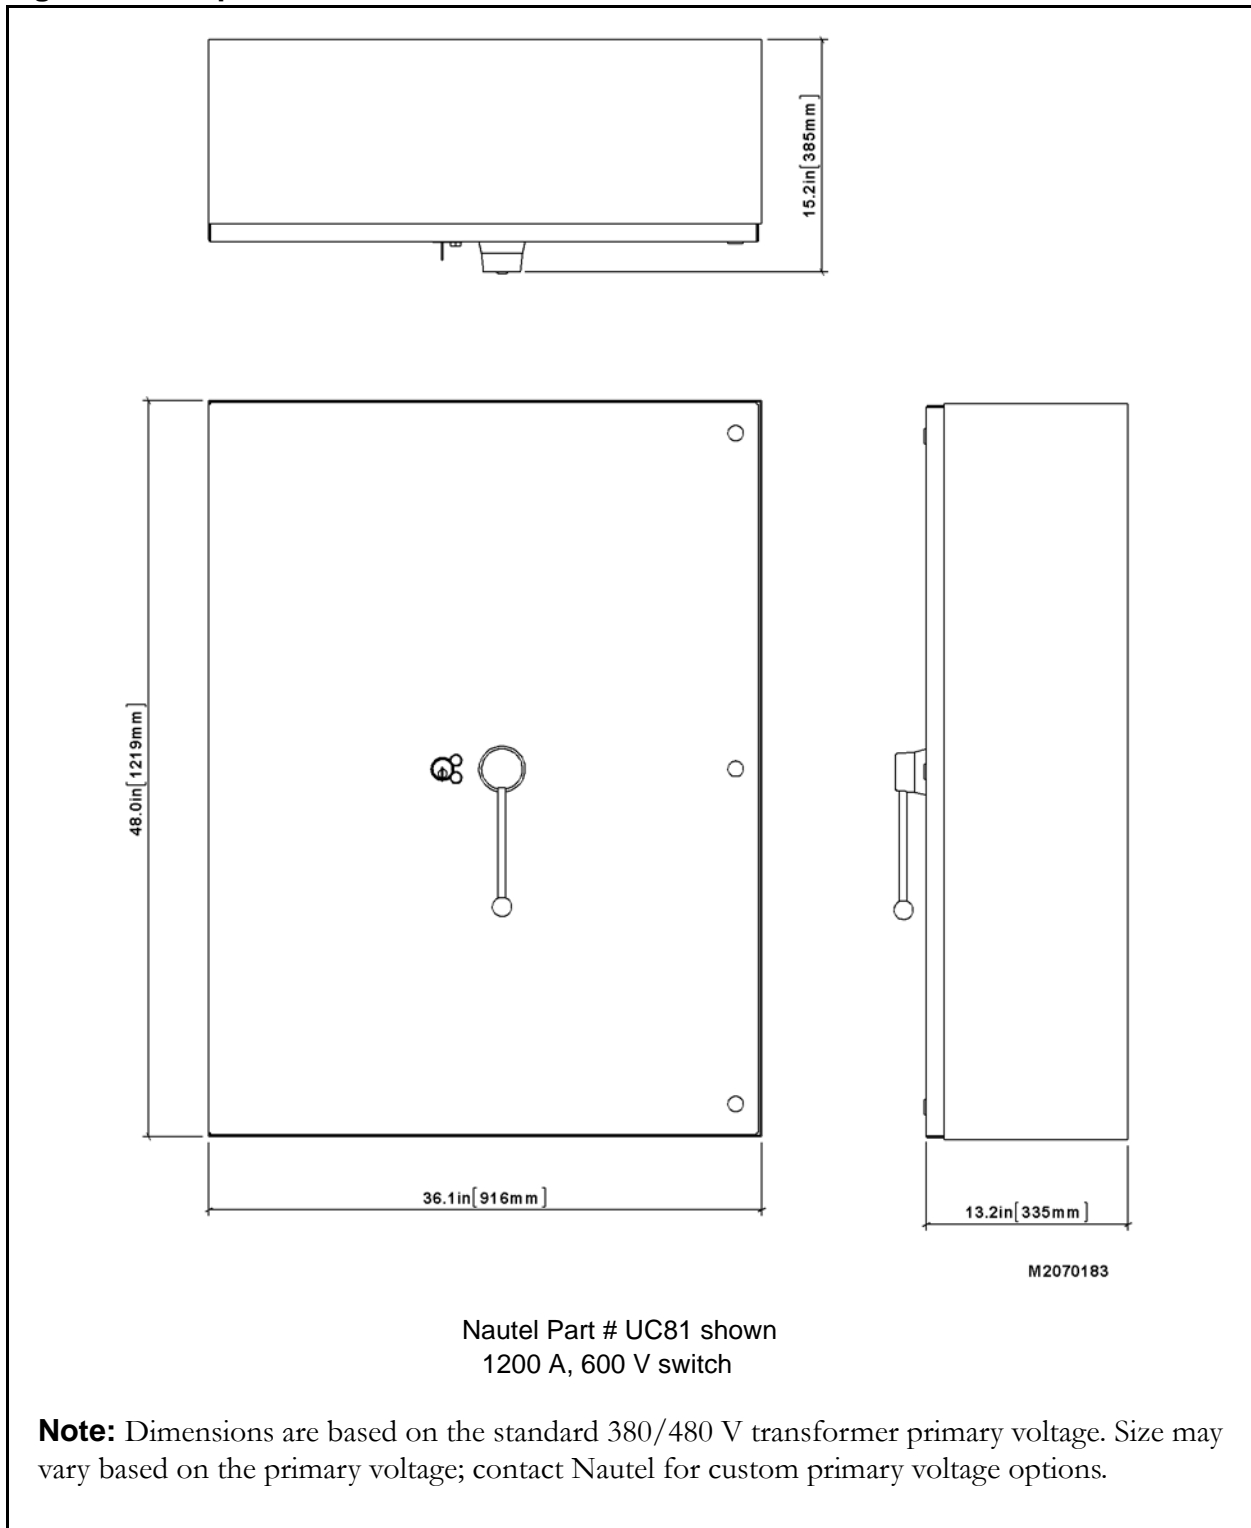 15.2in[385mm]
48.0in[1219mm]
36.1in[916mm]
13.2in[335mm]
M2070183
Nautel Part # UC81 shown
1200 A, 600 V switch
Note: Dimensions are based on the standard 380/480 V transformer primary voltage. Size may
vary based on the primary voltage; contact Nautel for custom primary voltage options.